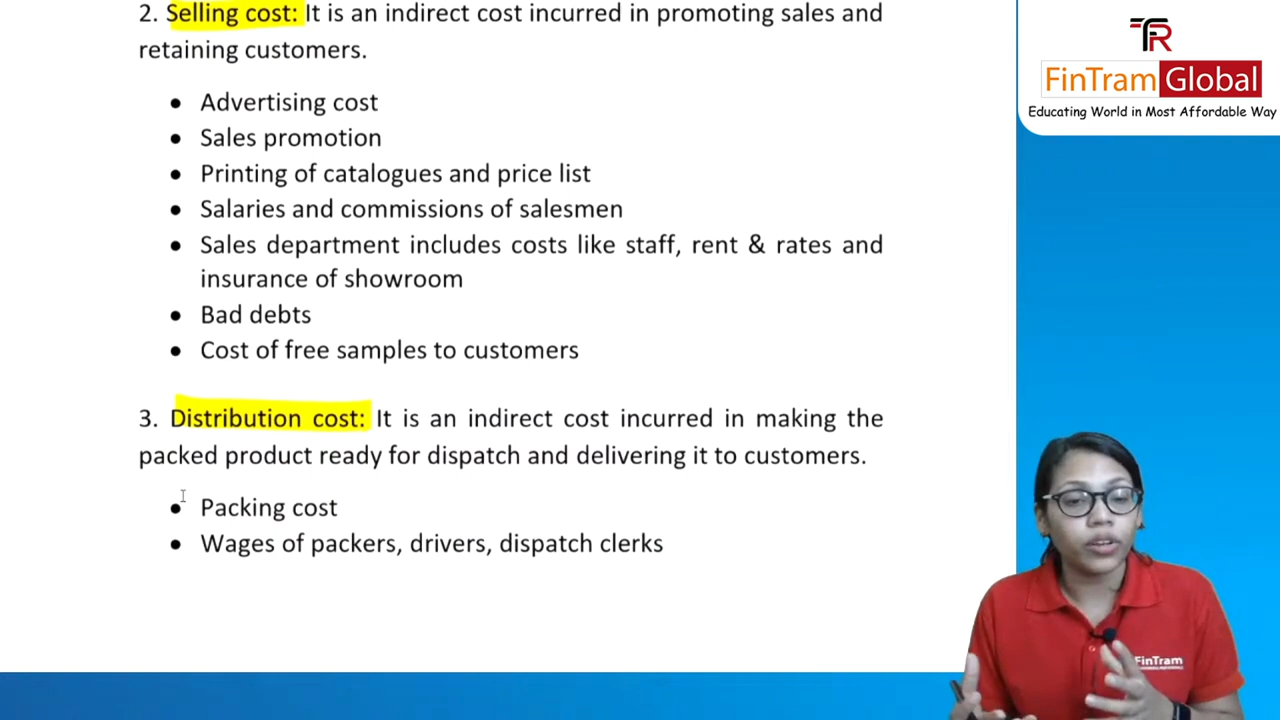 2. Selling cost: It is an indirect cost incurred in promoting sales and
retaining customers.
• Advertising cost
• Sales promotion
• Printing of catalogues and price list
• Salaries and commissions of salesmen
• Sales department includes costs like staff, rent & rates and
insurance of showroom
• Bad debts
• Cost of free samples to customers
3. Distribution cost: It is an indirect cost incurred in making the
packed product ready for dispatch and delivering it to customers.
• Packing cost
• Wages of packers, drivers, dispatch clerks
FinTram Global
Educating World in Most Affordable Way
FinTram